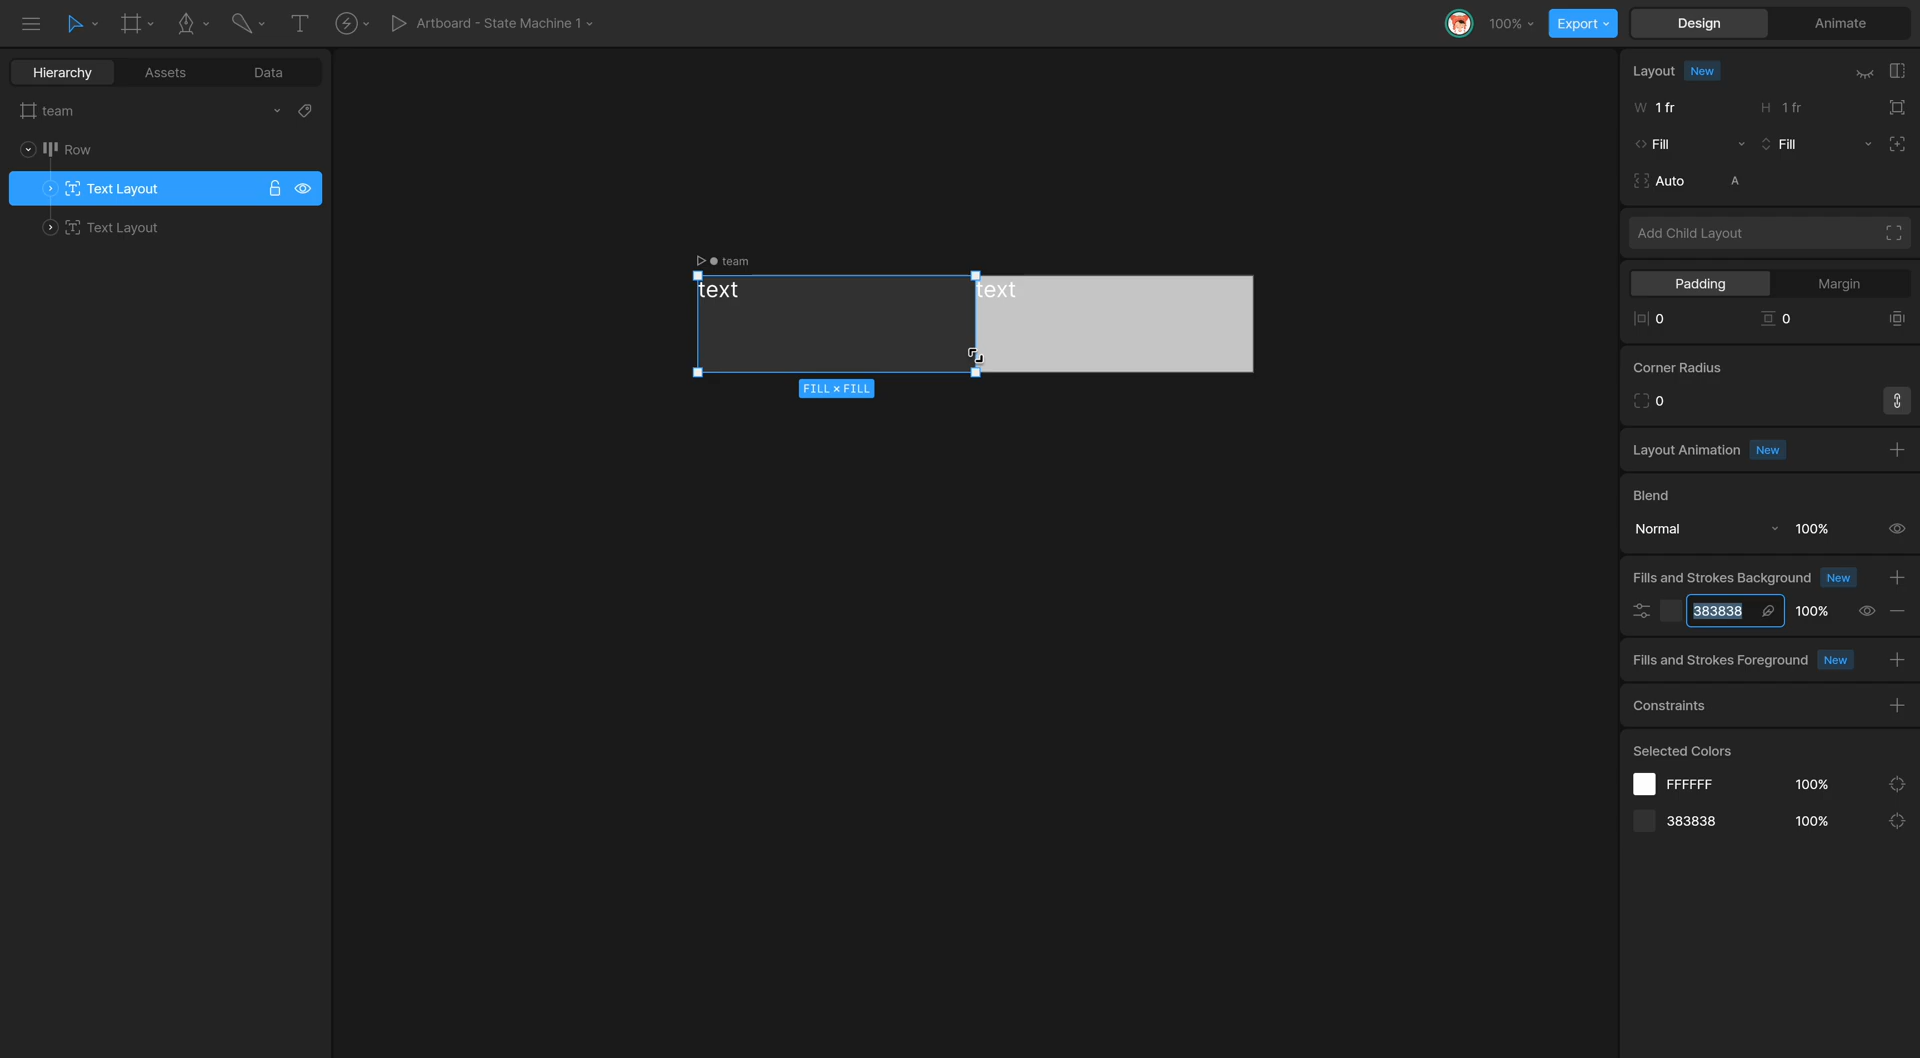 Artboard - State Machine 1
100%
Export
Design
Animate
Hierarchy
Assets
Data
team
Row
Text Layout
Text Layout
team
text
text
FILL × FILL
Layout New
W 1 fr H 1 fr
Fill Fill
Auto A
Add Child Layout
Padding Margin
0 0
Corner Radius
0
Layout Animation New
Blend
Normal 100%
Fills and Strokes Background New
383838 100%
Fills and Strokes Foreground New
Constraints
Selected Colors
FFFFFF 100%
383838 100%